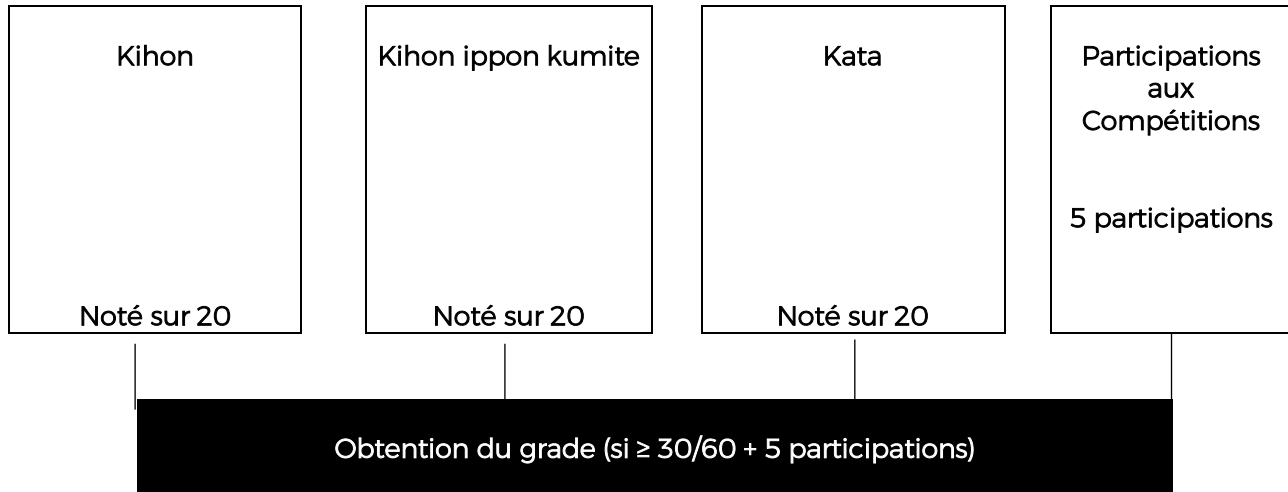 Kihon
Noté sur 20
Kihon ippon kumite
Noté sur 20
Kata
Noté sur 20
Participations
aux
Compétitions
5 participations
Obtention du grade (si ≥ 30/60 + 5 participations)